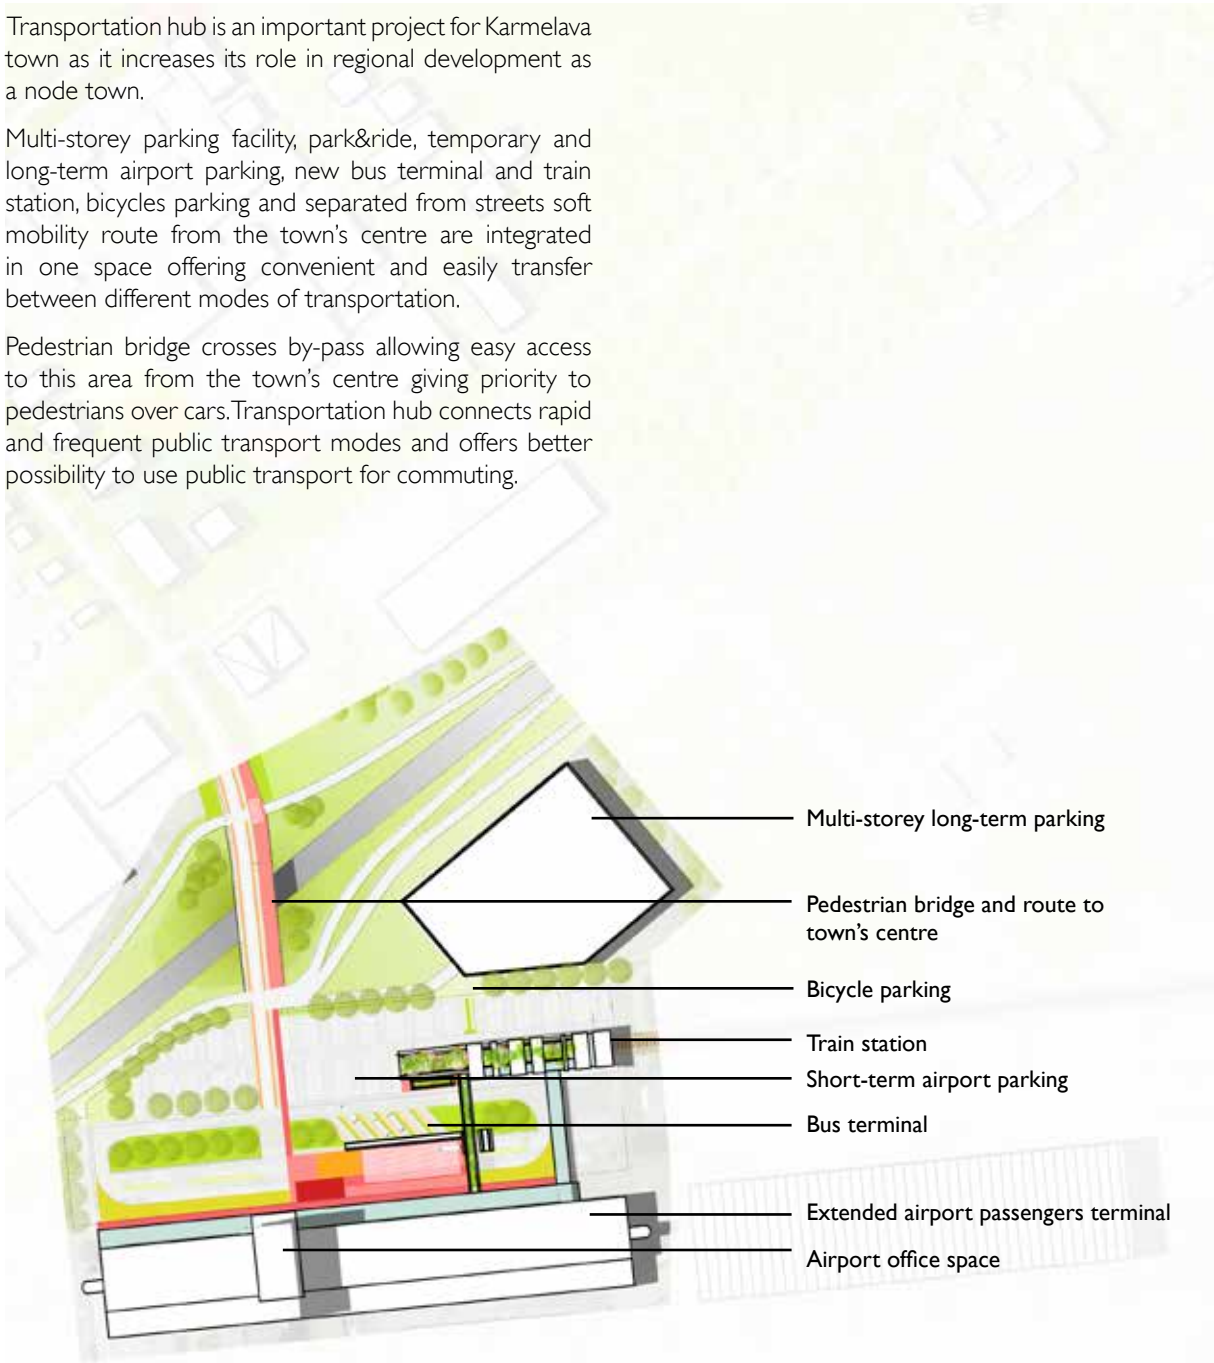 Transportation hub is an important project for Karmelava
town as it increases its role in regional development as
a node town.
Multi-storey parking facility, park&ride, temporary and
long-term airport parking, new bus terminal and train
station, bicycles parking and separated from streets soft
mobility route from the town's centre are integrated
in one space offering convenient and easily transfer
between different modes of transportation.
Pedestrian bridge crosses by-pass allowing easy access
to this area from the town's centre giving priority to
pedestrians over cars. Transportation hub connects rapid
and frequent public transport modes and offers better
possibility to use public transport for commuting.
Multi-storey long-term parking
Pedestrian bridge and route to
town's centre
Bicycle parking
Train station
Short-term airport parking
Bus terminal
Extended airport passengers terminal
Airport office space